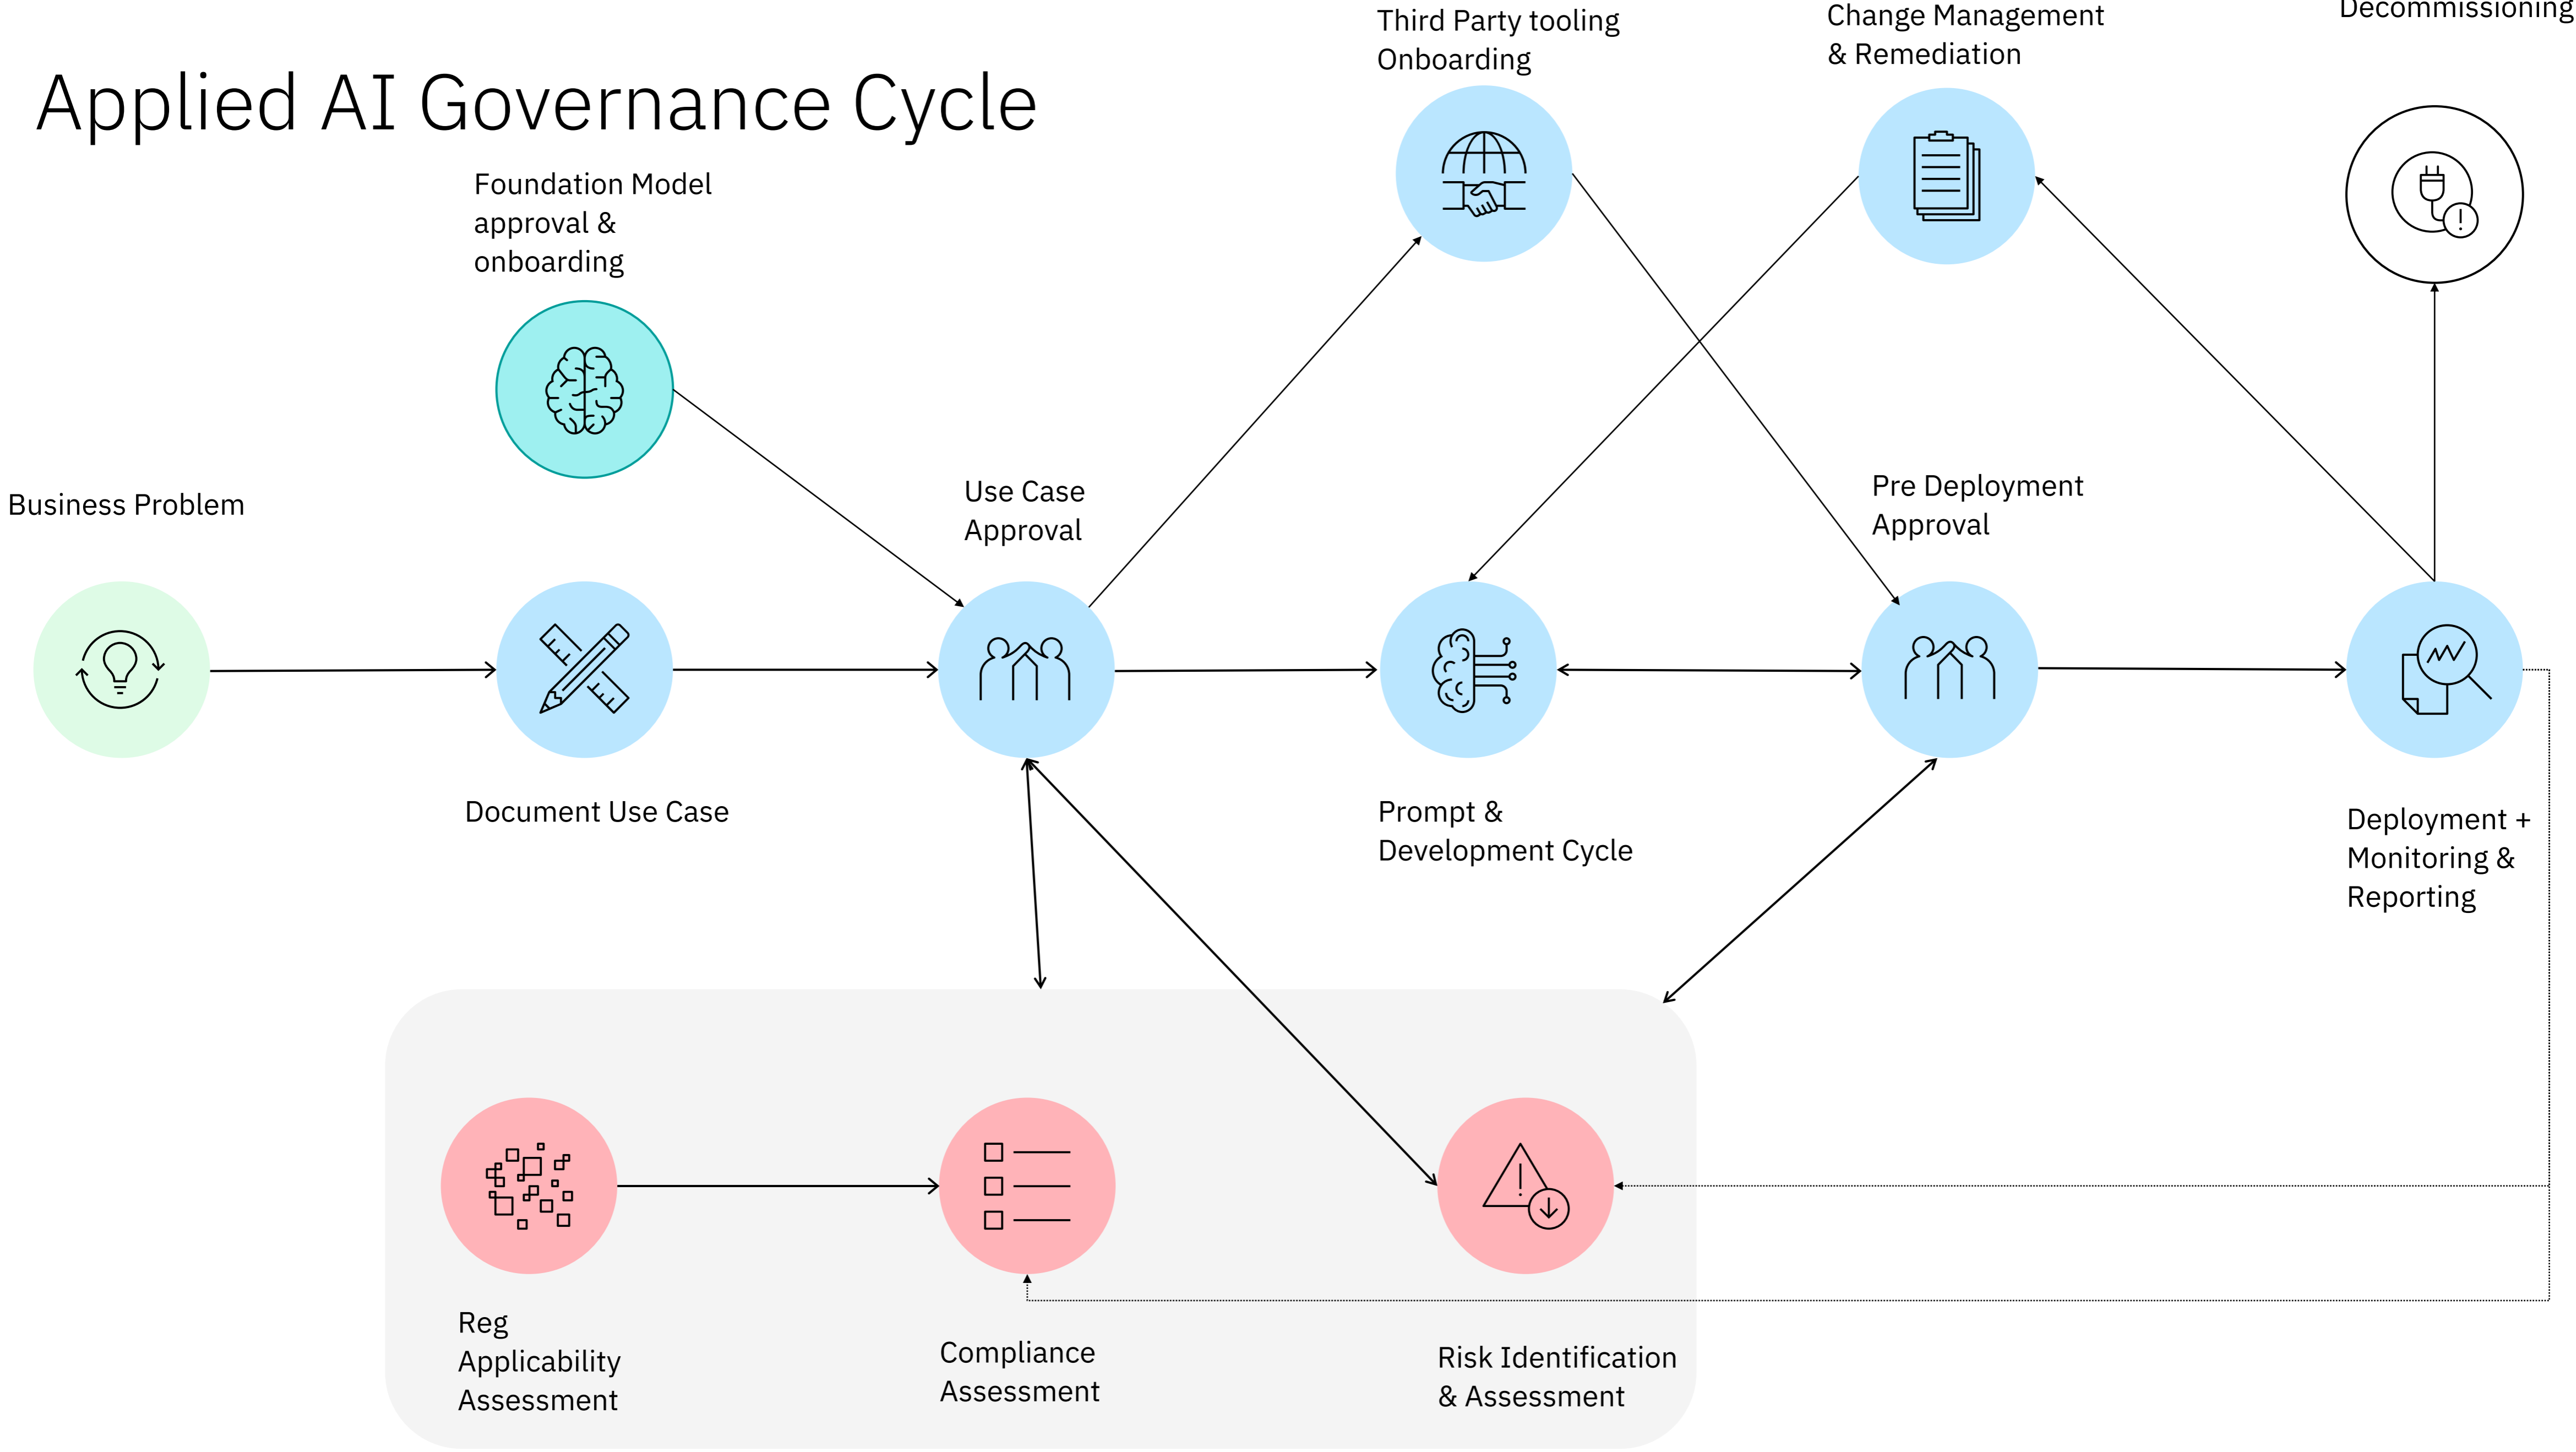 Applied AI Governance Cycle
Third Party tooling
Onboarding
Change Management
& Remediation
Decommissioning
Foundation Model
approval &
onboarding
Business Problem
Use Case
Approval
Pre Deployment
Approval
Document Use Case
Prompt &
Development Cycle
Deployment +
Monitoring &
Reporting
Reg
Applicability
Assessment
Compliance
Assessment
Risk Identification
& Assessment